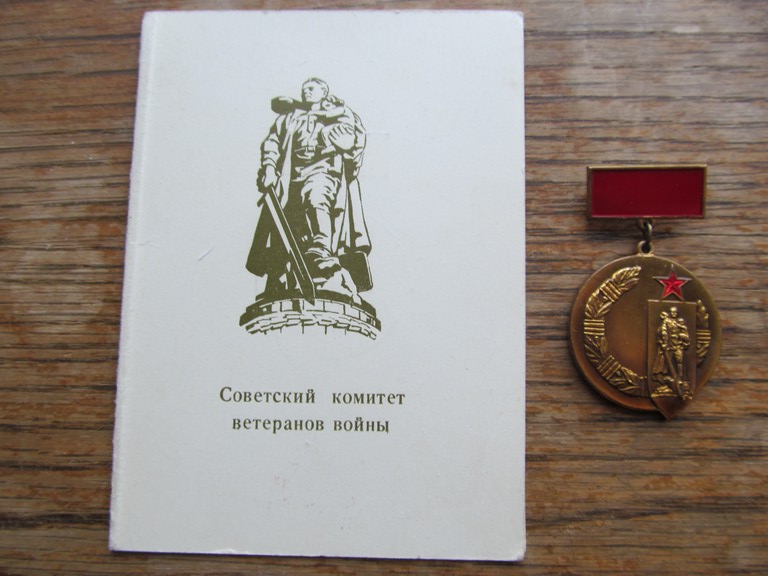 Советский комитет
ветеранов войны